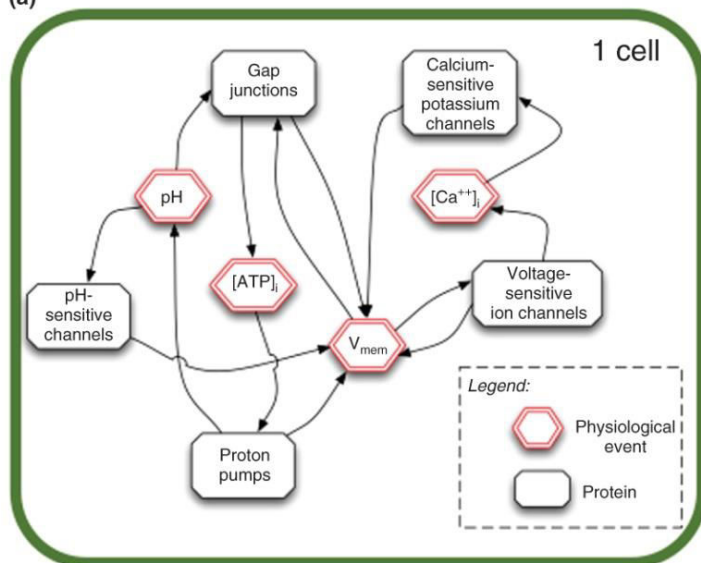 (a)
1 cell
Gap
junctions
Calcium-
sensitive
potassium
channels
pH
[Ca⁺⁺]ᵢ
[ATP]ᵢ
pH-
sensitive
channels
Voltage-
sensitive
ion channels
Vₘₑₘ
Proton
pumps
Legend:
Physiological
event
Protein